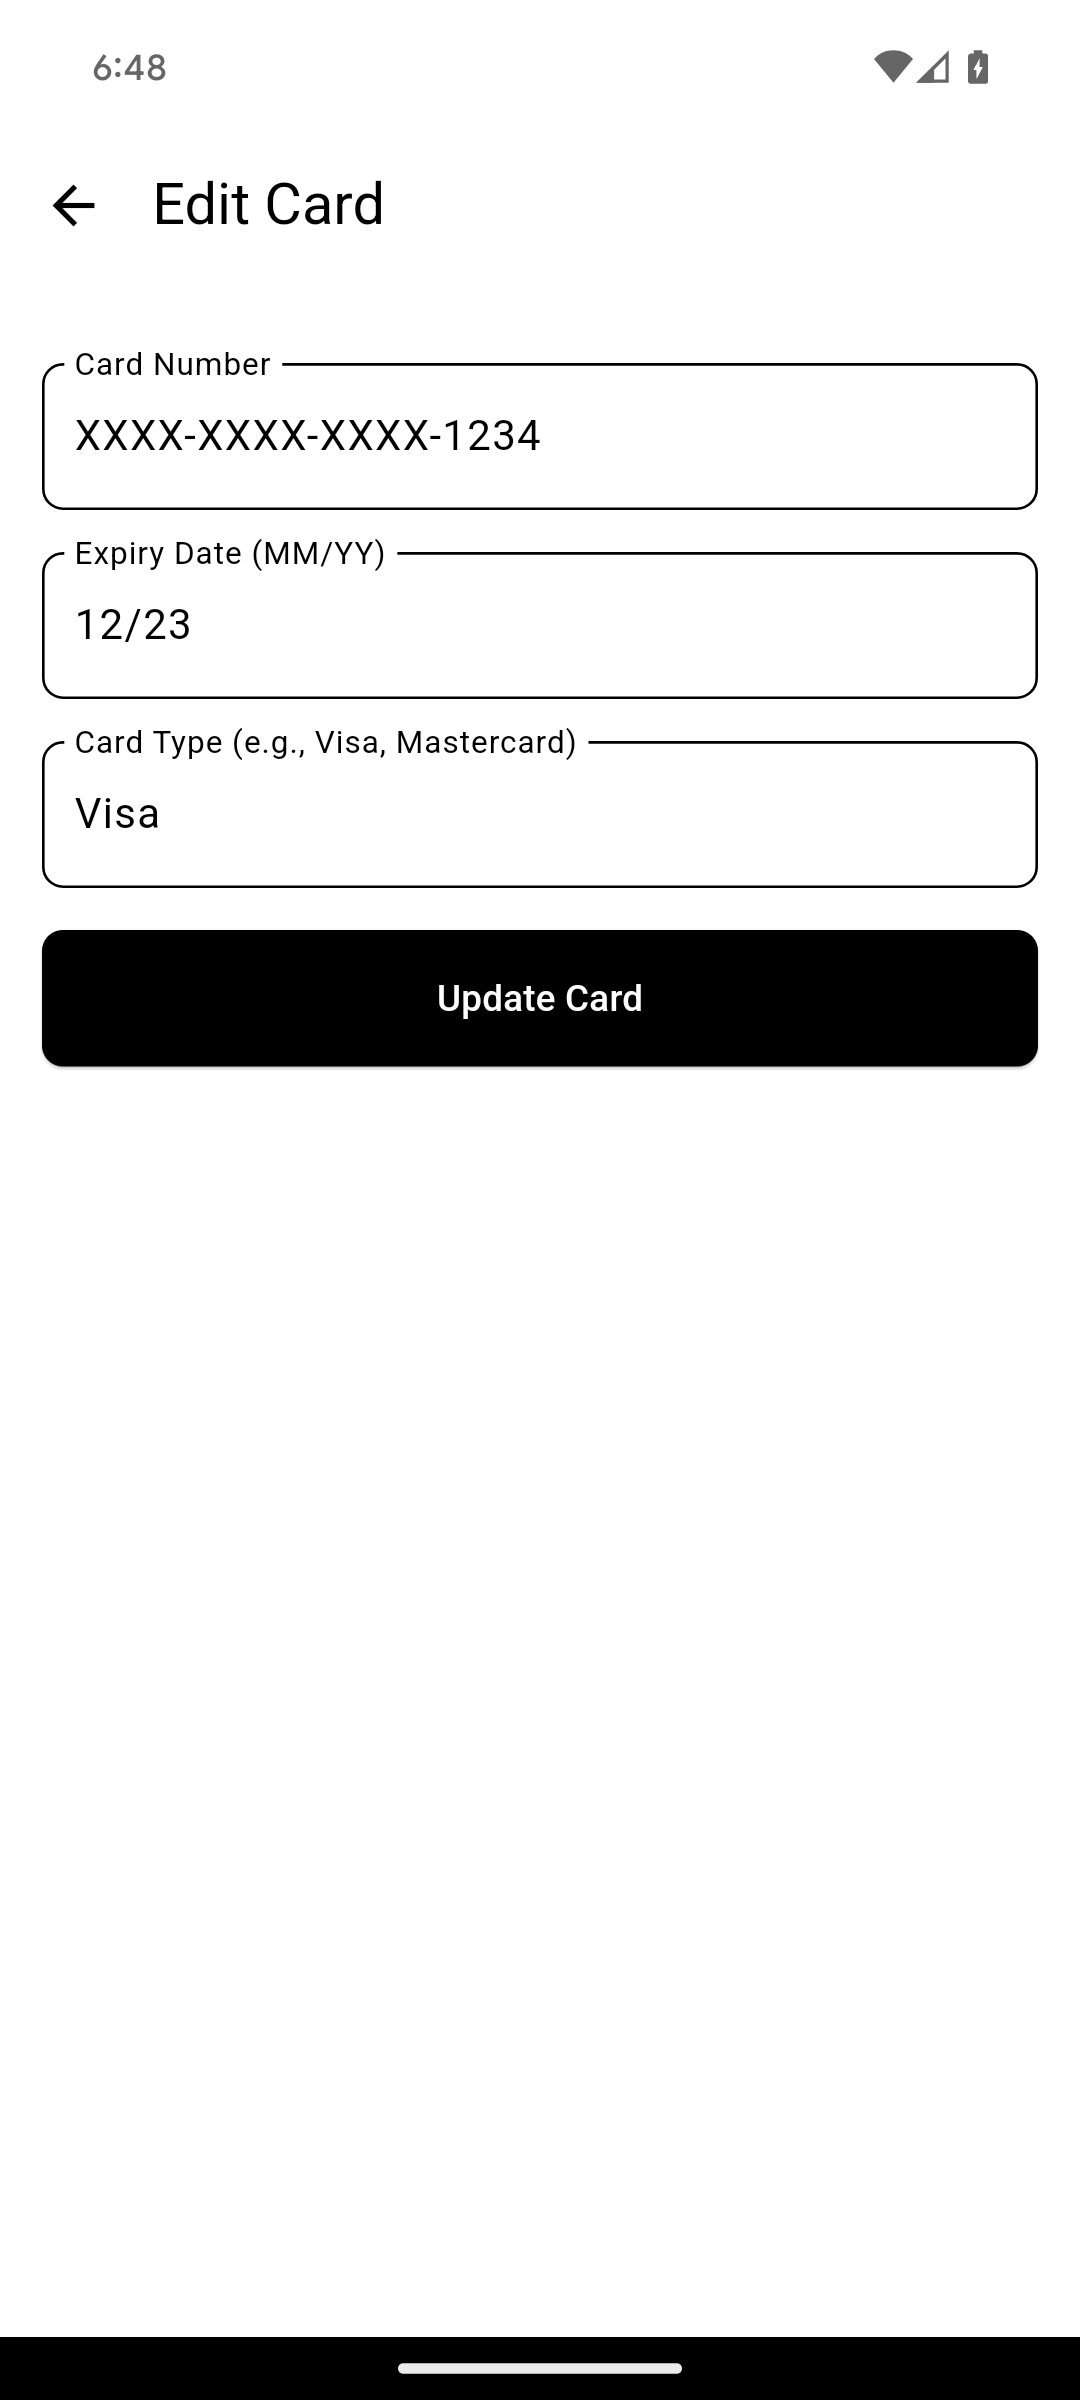 6:48
Edit Card
Card Number
XXXX-XXXX-XXXX-1234
Expiry Date (MM/YY)
12/23
Card Type (e.g., Visa, Mastercard)
Visa
Update Card